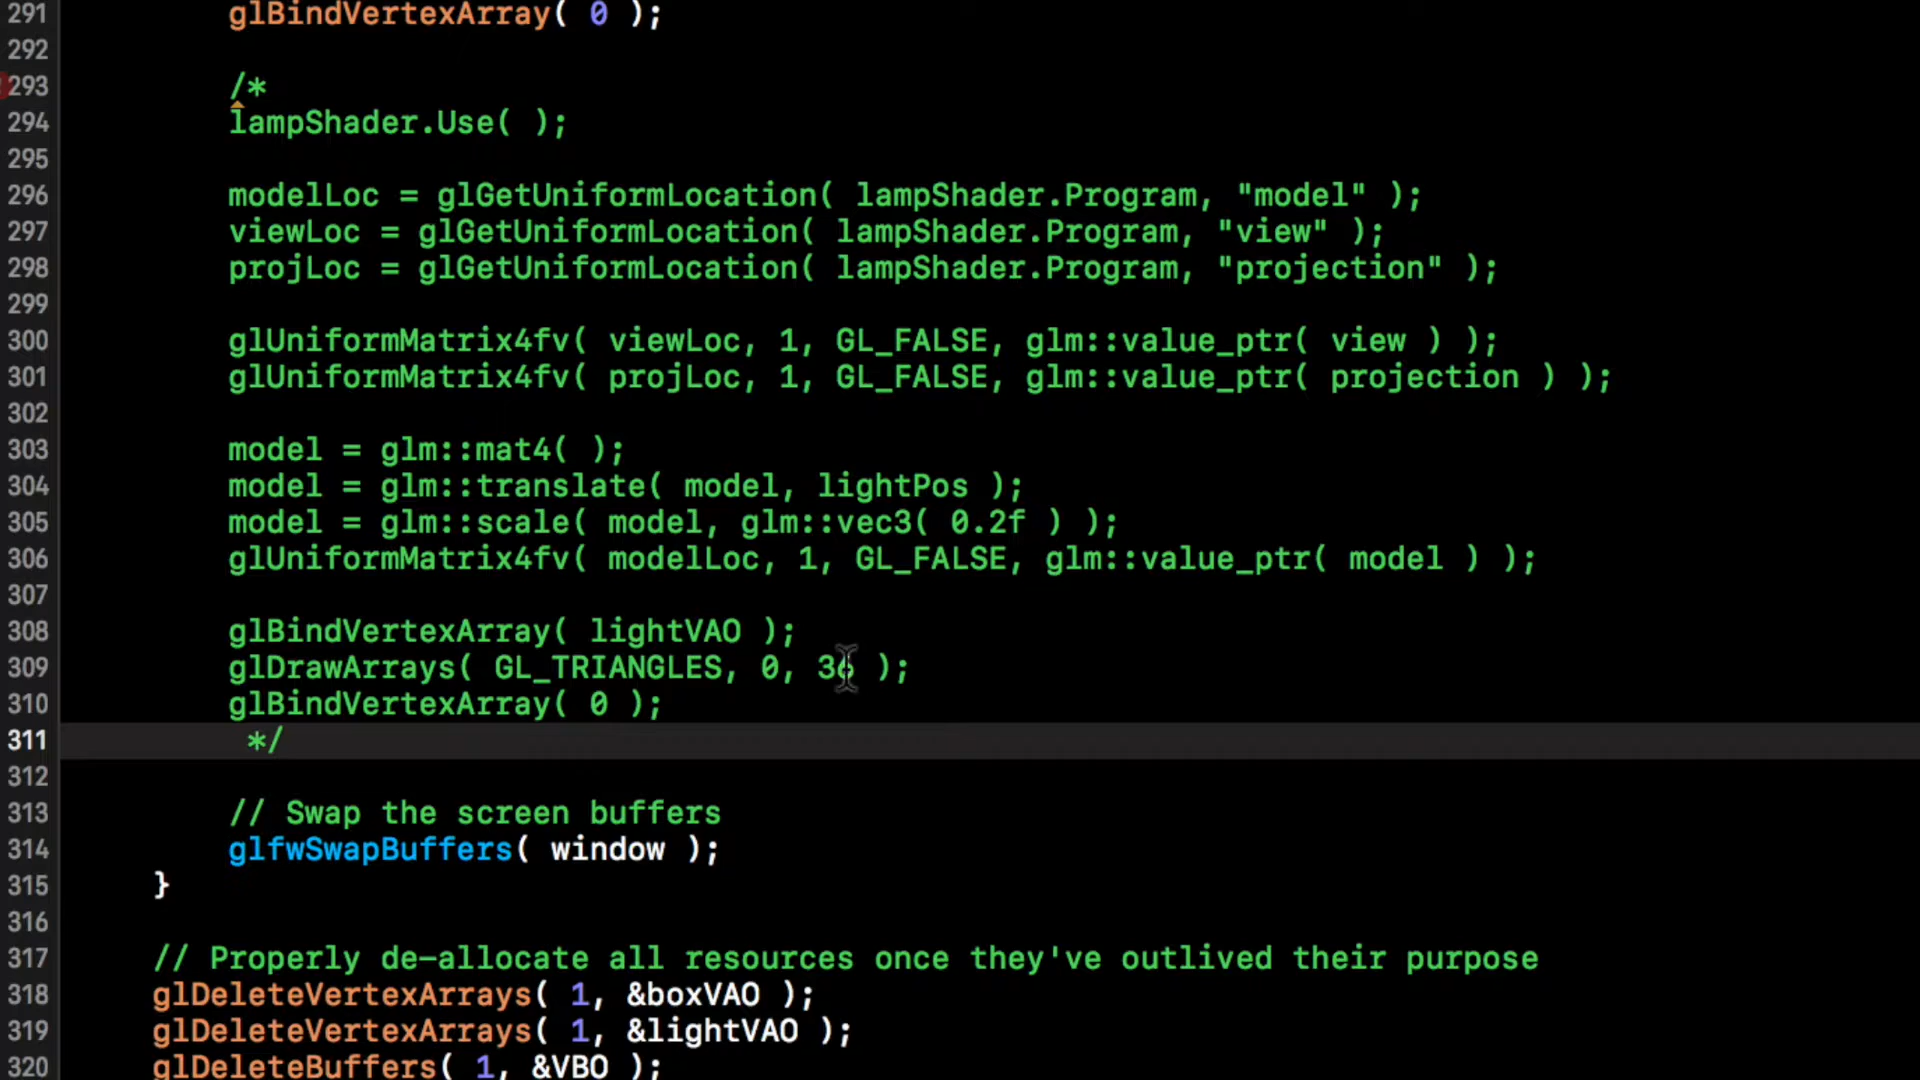 291 glBindVertexArray( 0 );
292
293 /*
294 lampShader.Use( );
295
296 modelLoc = glGetUniformLocation( lampShader.Program, "model" );
297 viewLoc = glGetUniformLocation( lampShader.Program, "view" );
298 projLoc = glGetUniformLocation( lampShader.Program, "projection" );
299
300 glUniformMatrix4fv( viewLoc, 1, GL_FALSE, glm::value_ptr( view ) );
301 glUniformMatrix4fv( projLoc, 1, GL_FALSE, glm::value_ptr( projection ) );
302
303 model = glm::mat4( );
304 model = glm::translate( model, lightPos );
305 model = glm::scale( model, glm::vec3( 0.2f ) );
306 glUniformMatrix4fv( modelLoc, 1, GL_FALSE, glm::value_ptr( model ) );
307
308 glBindVertexArray( lightVAO );
309 glDrawArrays( GL_TRIANGLES, 0, 36 );
310 glBindVertexArray( 0 );
311 */
312
313 // Swap the screen buffers
314 glfwSwapBuffers( window );
315 }
316
317 // Properly de-allocate all resources once they've outlived their purpose
318 glDeleteVertexArrays( 1, &boxVAO );
319 glDeleteVertexArrays( 1, &lightVAO );
320 glDeleteBuffers( 1, &VBO );